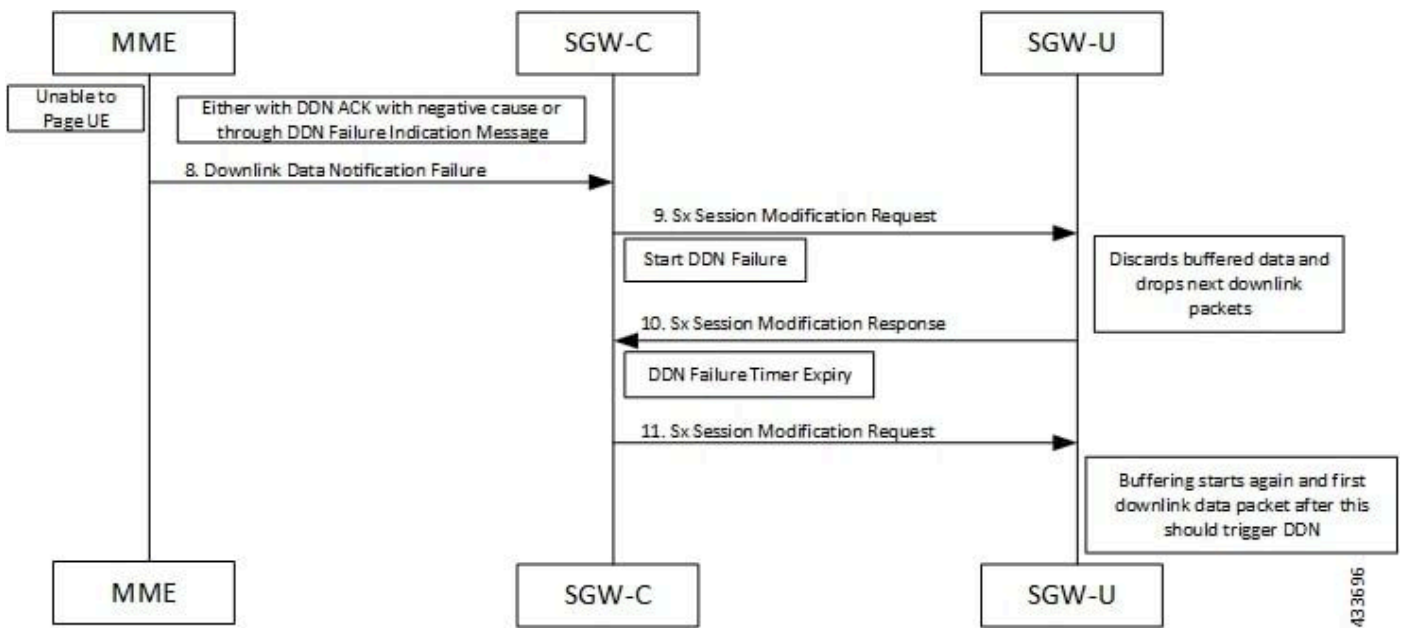 MME
SGW-C
SGW-U
Unable to
Page UE
Either with DDN ACK with negative cause or
through DDN Failure Indication Message
8. Downlink Data Notification Failure
9. Sx Session Modification Request
Start DDN Failure
Discards buffered data and
drops next downlink
packets
10. Sx Session Modification Response
DDN Failure Timer Expiry
11. Sx Session Modification Request
Buffering starts again and first
downlink data packet after this
should trigger DDN
MME
SGW-C
SGW-U
433696